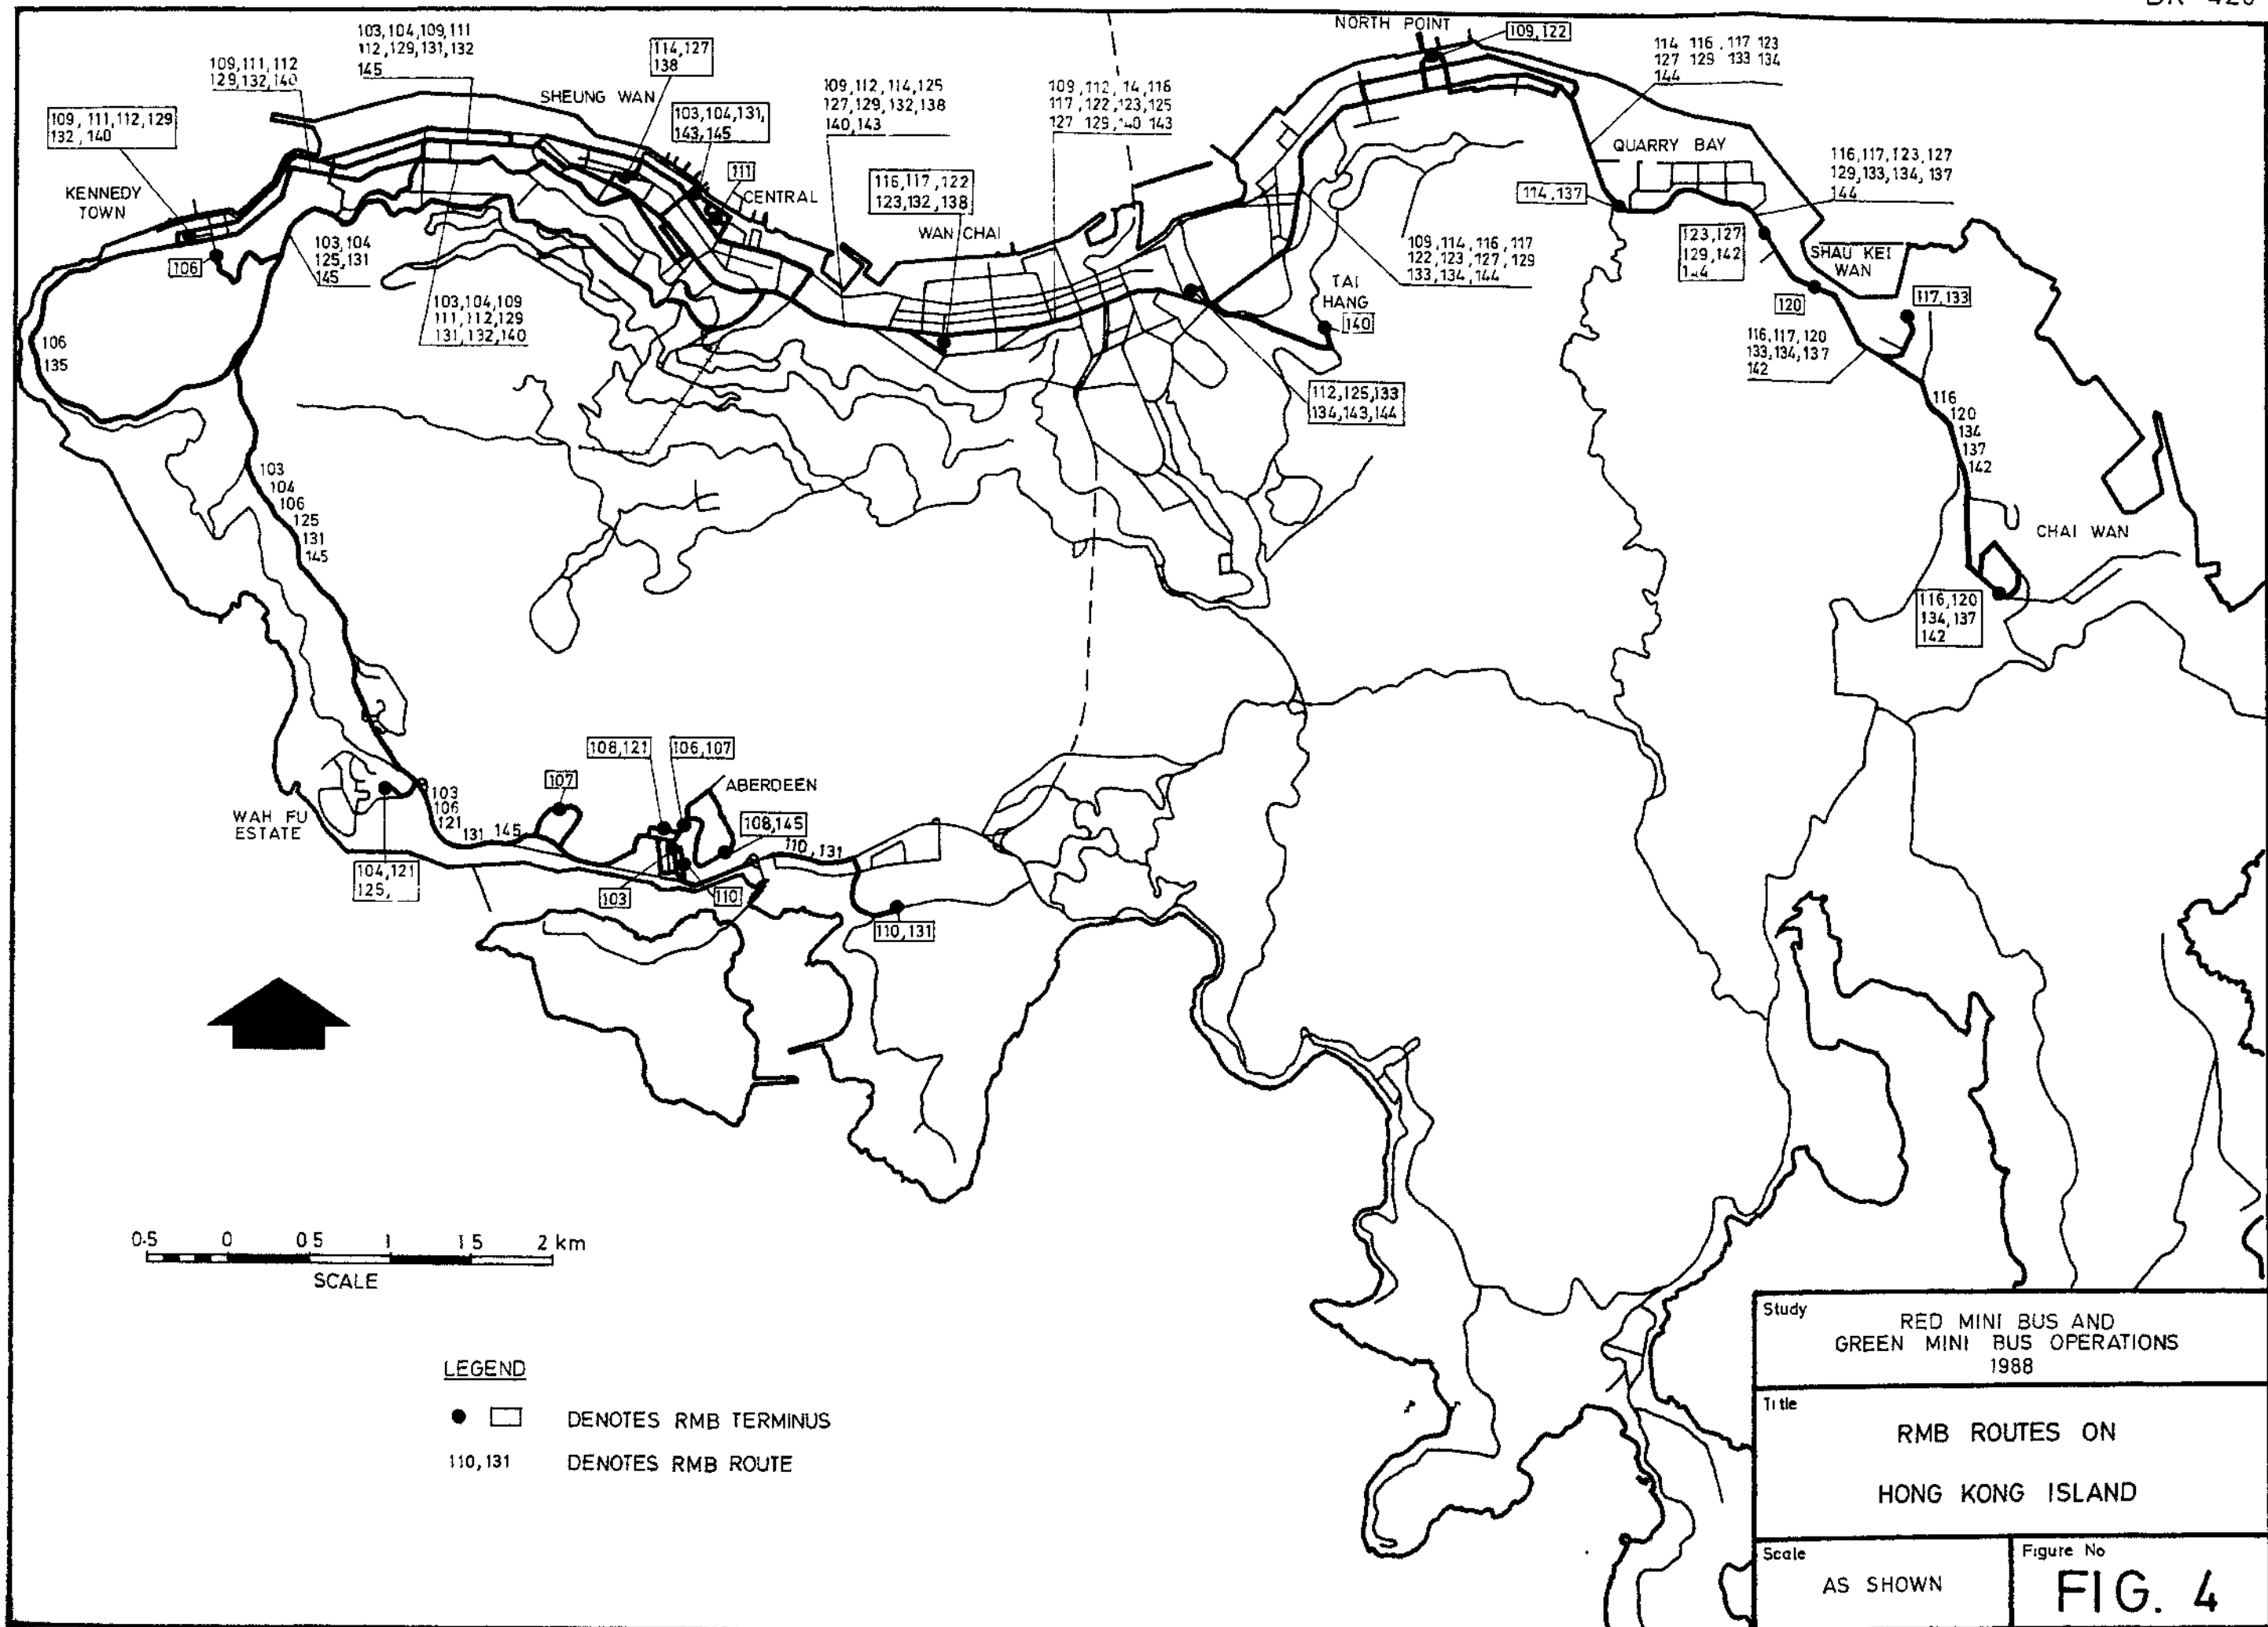 NORTH POINT
109,122
103,104,109,111
112,129,131,132
145
114,127
138
114 116,117 123
127 129 133 134
144
109,111,112
129,132,140
SHEUNG WAN
109,112,114,125
127,129,132,138
140,143
109,112,14,116
117,122,123,125
127 129,140 143
109,111,112,129
132,140
103,104,131,
143,145
QUARRY BAY
116,117,123,127
129,133,134,137
144
KENNEDY
TOWN
111
CENTRAL
116,117,122
123,132,138
WAN CHAI
114,137
106
103,104
125,131
145
109,114,116,117
122,123,127,129
133,134,144
123,127
129,142
144
SHAU KEI
WAN
TAI
HANG
140
120
117,133
103,104,109
111,112,129
131,132,140
106
135
116,117,120
133,134,137
142
112,125,133
134,143,144
116
120
134
137
142
103
104
106
125
131
145
CHAI WAN
116,120
134,137
142
108,121
106,107
107
ABERDEEN
103
106
121
131 145
WAH FU
ESTATE
108,145
110,131
104,121
125,
103
110
110,131
0.5 0 0 5 1 1 5 2 km
SCALE
LEGEND
DENOTES RMB TERMINUS
110,131 DENOTES RMB ROUTE
Study
RED MINI BUS AND
GREEN MINI BUS OPERATIONS
1988
Title
RMB ROUTES ON
HONG KONG ISLAND
Scale
AS SHOWN
Figure No
FIG. 4